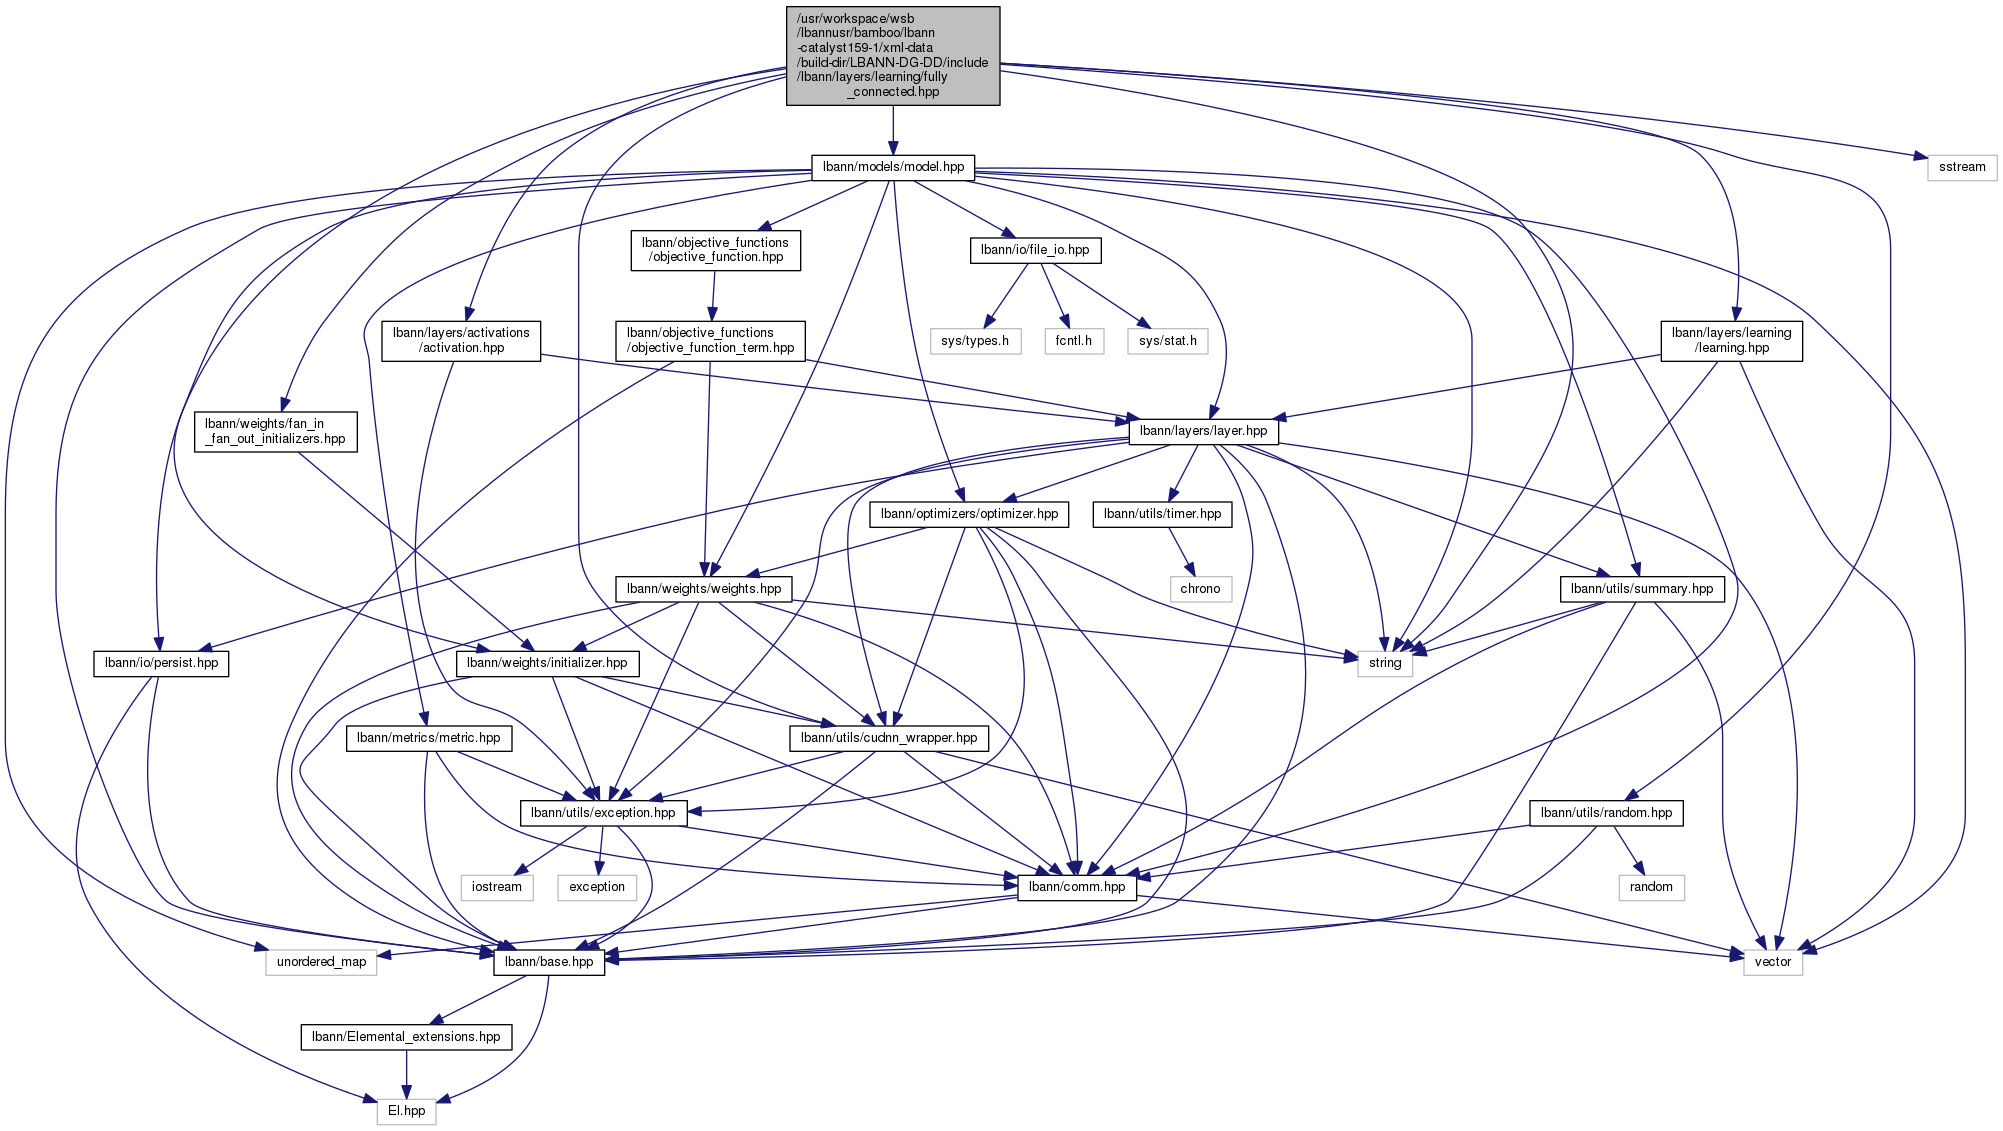 /usr/workspace/wsb
/lbannusr/bamboo/lbann
-catalyst159-1/xml-data
/build-dir/LBANN-DG-DD/include
/lbann/layers/learning/fully
_connected.hpp
lbann/models/model.hpp
sstream
lbann/objective_functions
/objective_function.hpp
lbann/io/file_io.hpp
lbann/layers/activations
/activation.hpp
lbann/objective_functions
/objective_function_term.hpp
sys/types.h
fcntl.h
sys/stat.h
lbann/layers/learning
/learning.hpp
lbann/weights/fan_in
_fan_out_initializers.hpp
lbann/layers/layer.hpp
lbann/optimizers/optimizer.hpp
lbann/utils/timer.hpp
lbann/weights/weights.hpp
chrono
lbann/utils/summary.hpp
lbann/io/persist.hpp
lbann/weights/initializer.hpp
string
lbann/metrics/metric.hpp
lbann/utils/cudnn_wrapper.hpp
lbann/utils/exception.hpp
lbann/utils/random.hpp
iostream
exception
lbann/comm.hpp
random
unordered_map
lbann/base.hpp
vector
lbann/Elemental_extensions.hpp
El.hpp